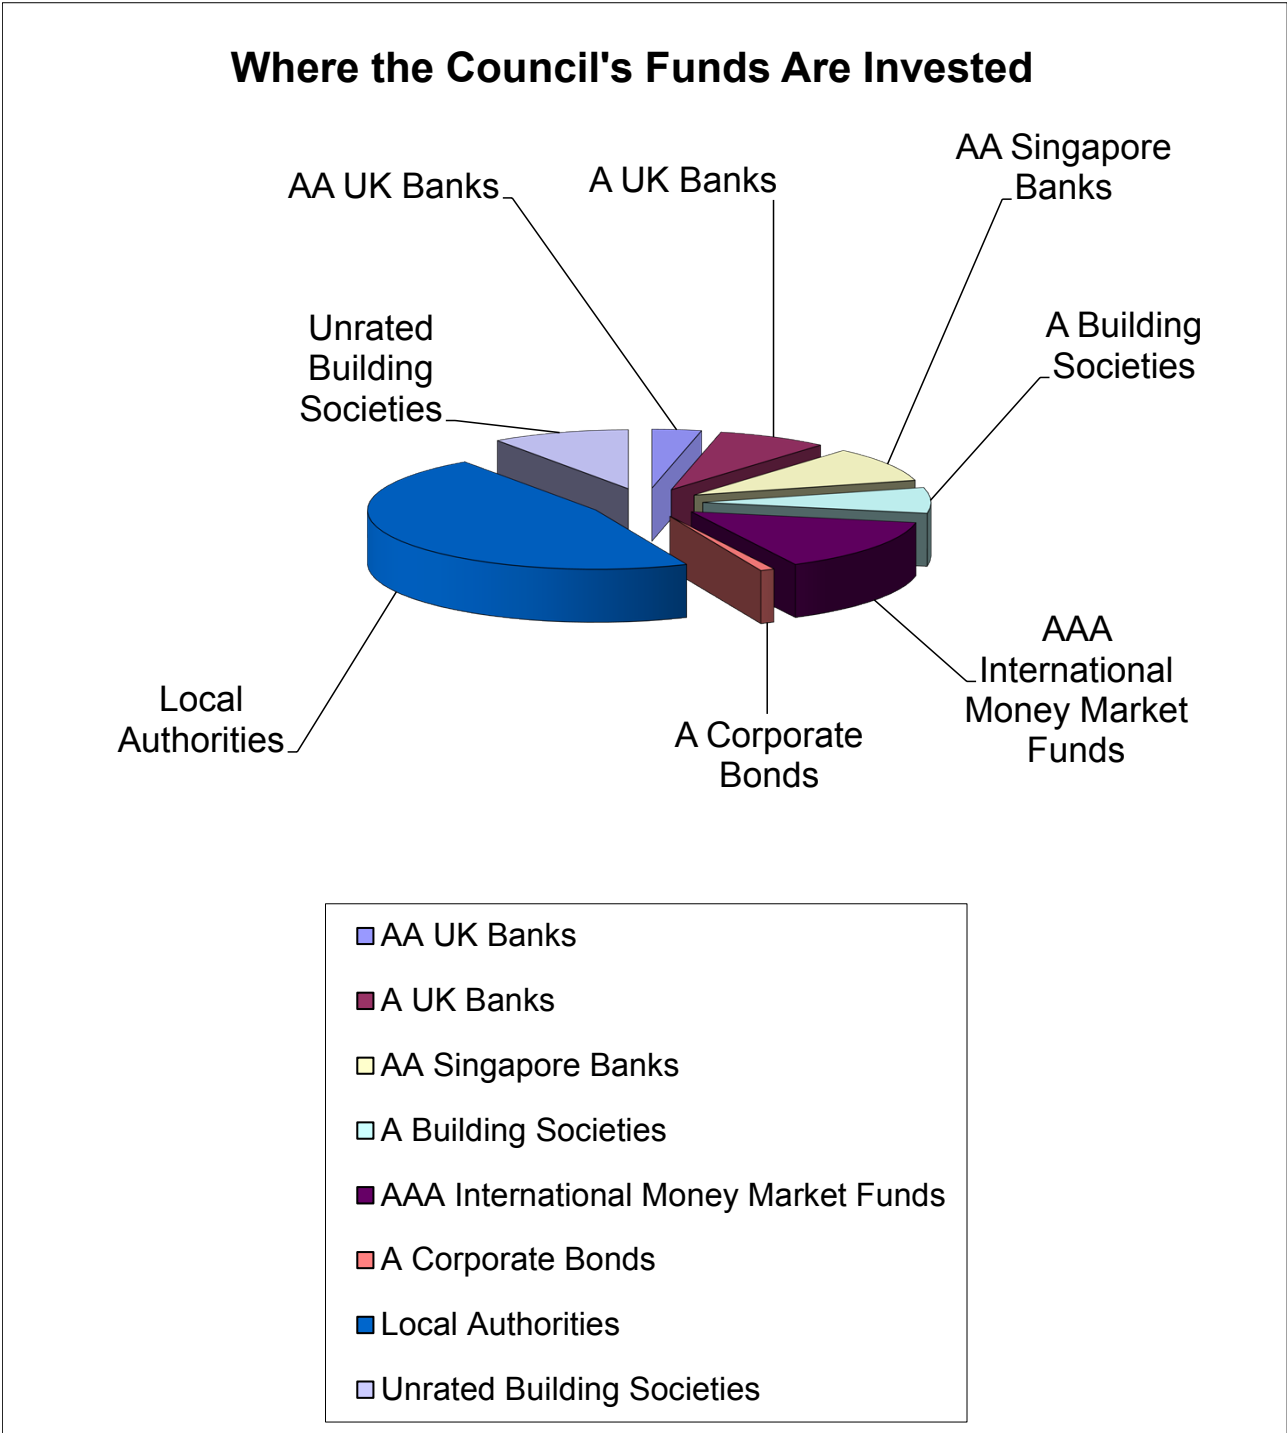 Where the Council's Funds Are Invested
AA UK Banks
A UK Banks
AA Singapore
Banks
Unrated
Building
Societies
A Building
Societies
Local
Authorities
A Corporate
Bonds
AAA
International
Money Market
Funds
AA UK Banks
A UK Banks
AA Singapore Banks
A Building Societies
AAA International Money Market Funds
A Corporate Bonds
Local Authorities
Unrated Building Societies